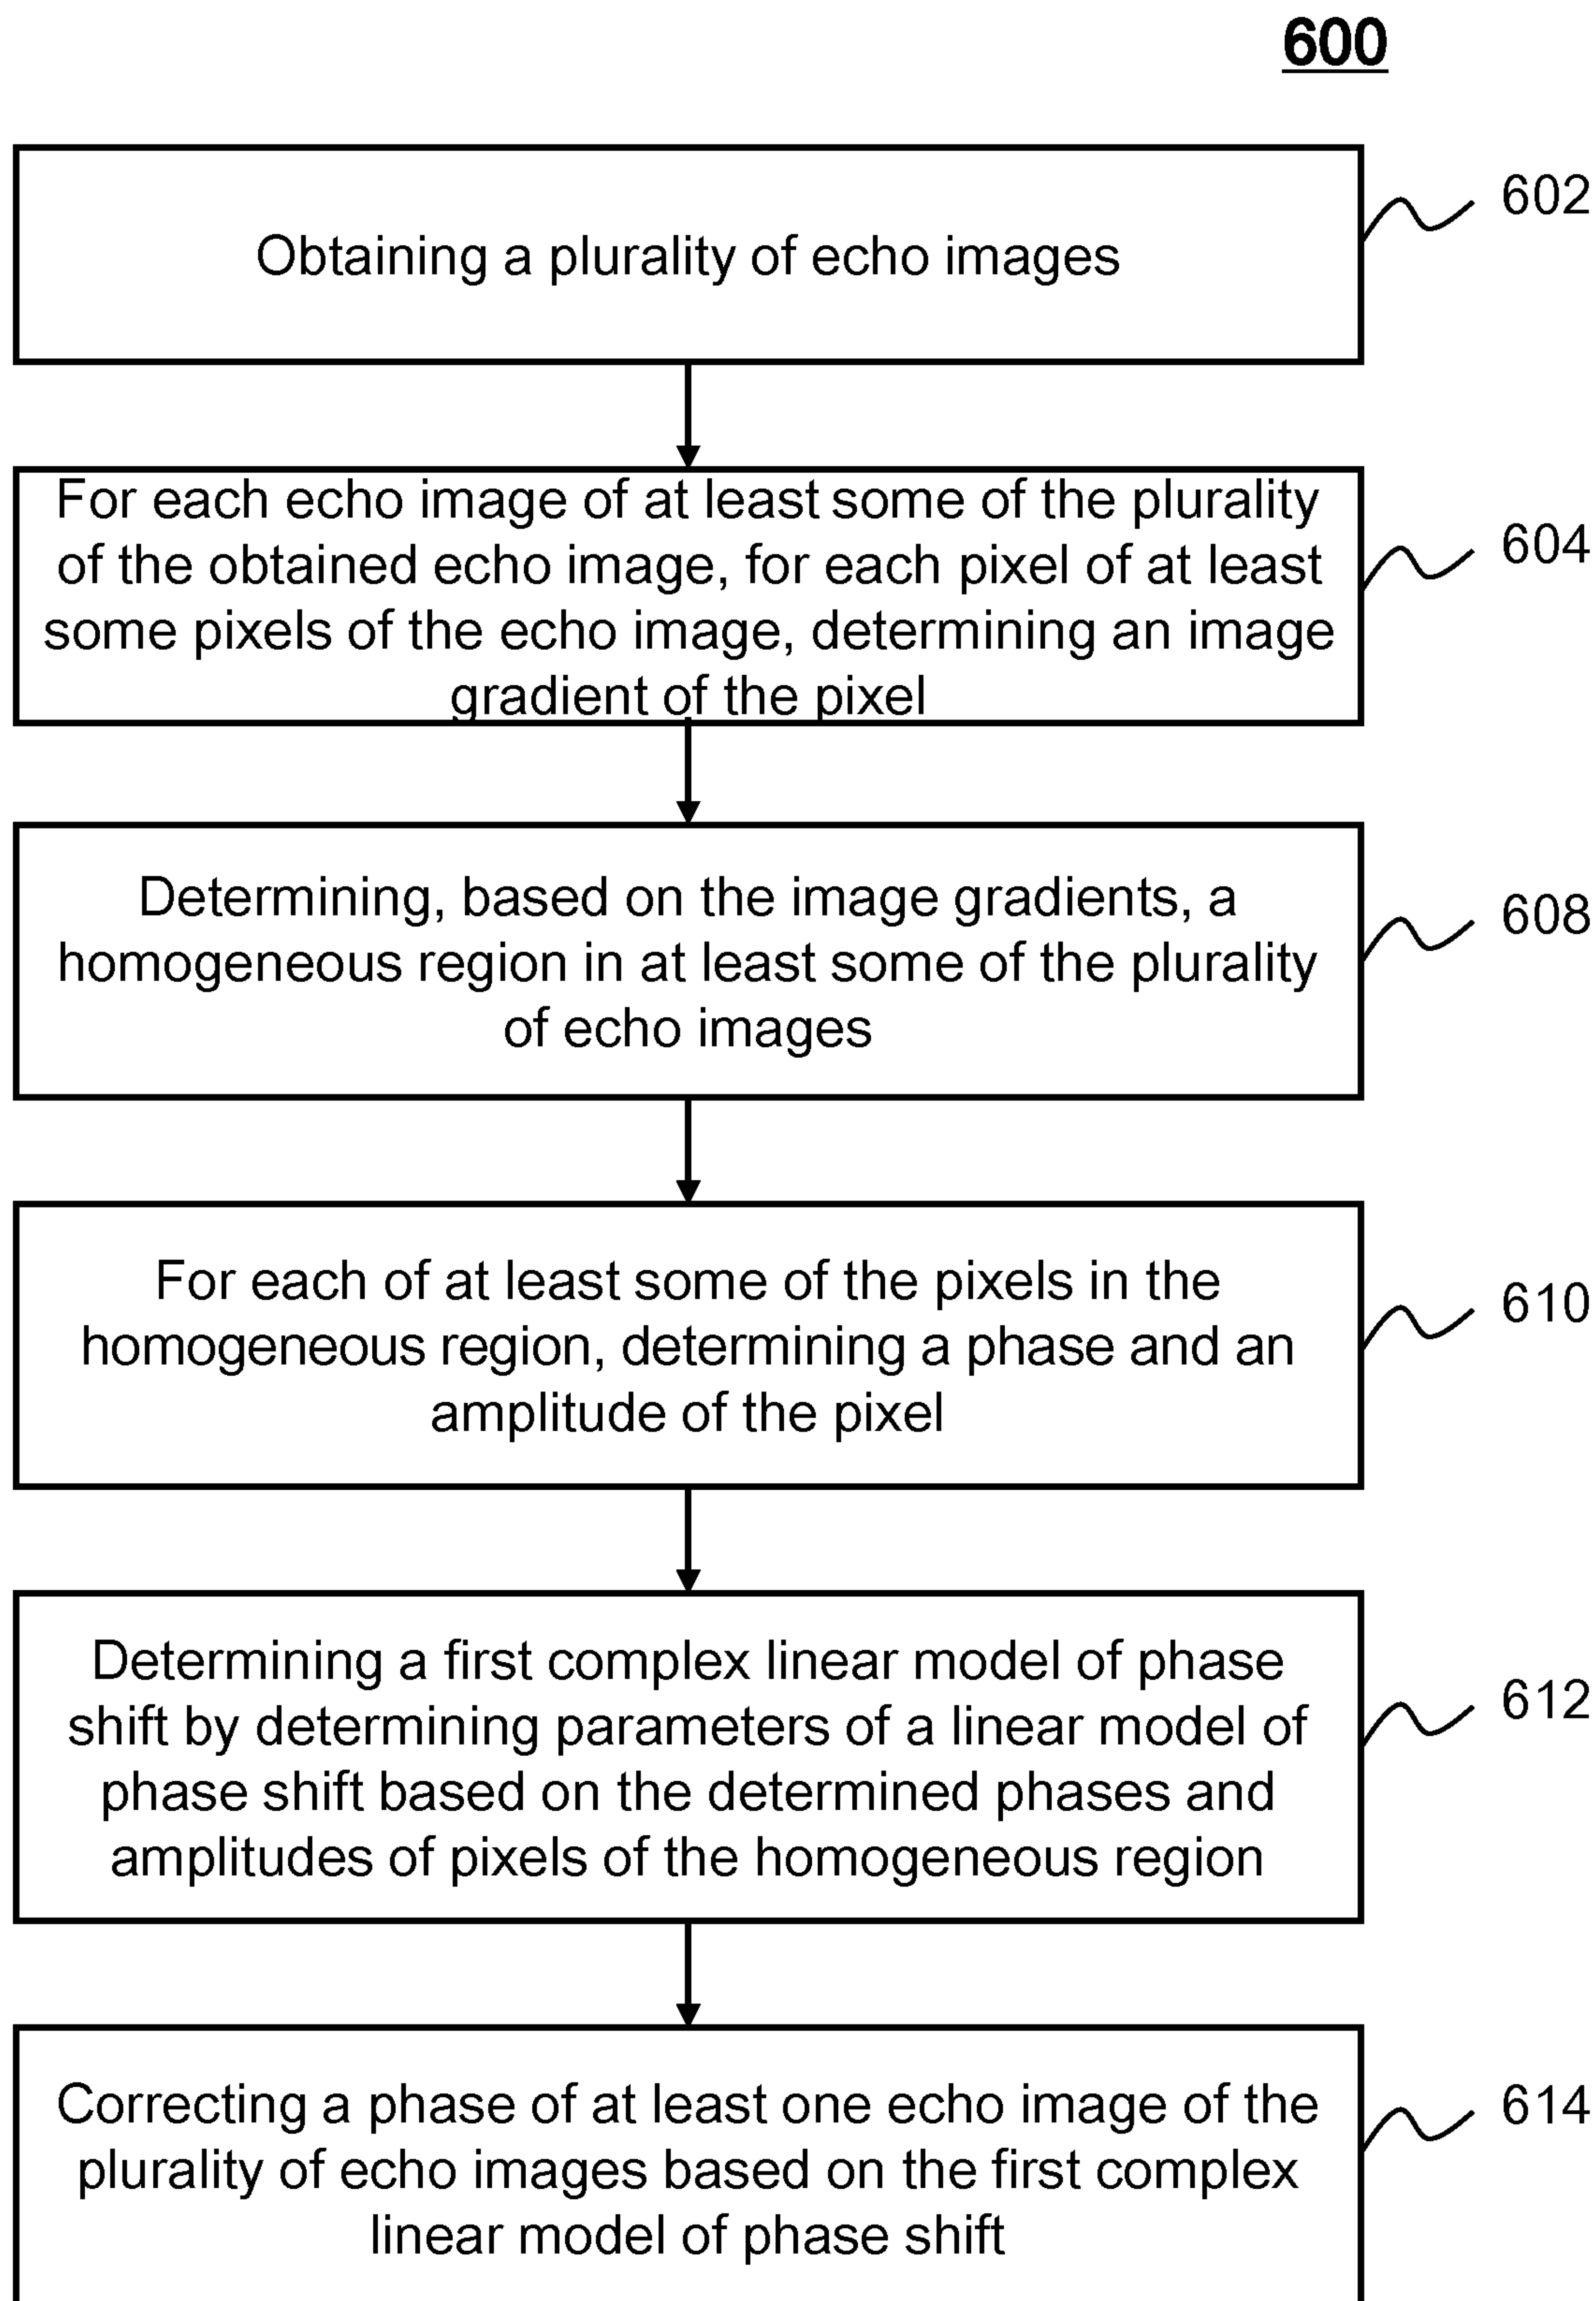 600
Obtaining a plurality of echo images
602
For each echo image of at least some of the plurality
of the obtained echo image, for each pixel of at least
some pixels of the echo image, determining an image
gradient of the pixel
604
Determining, based on the image gradients, a
homogeneous region in at least some of the plurality
of echo images
608
For each of at least some of the pixels in the
homogeneous region, determining a phase and an
amplitude of the pixel
610
Determining a first complex linear model of phase
shift by determining parameters of a linear model of
phase shift based on the determined phases and
amplitudes of pixels of the homogeneous region
612
Correcting a phase of at least one echo image of the
plurality of echo images based on the first complex
linear model of phase shift
614